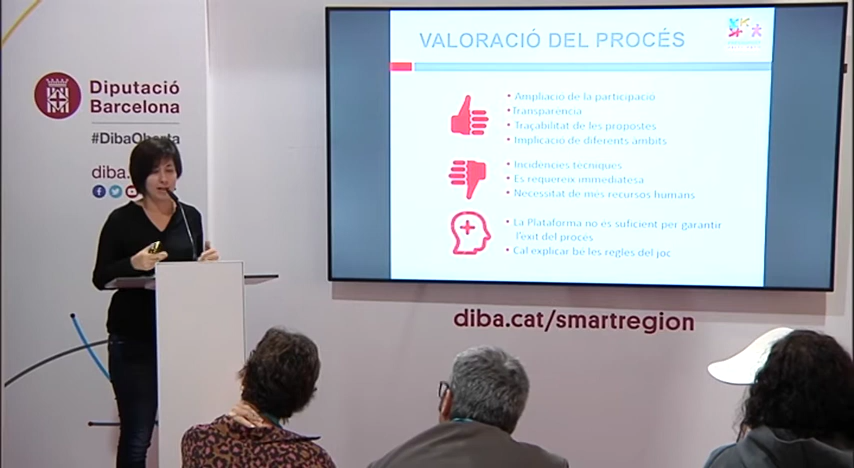 Diputació
Barcelona
#DibaOberta
diba.
VALORACIÓ DEL PROCÉS
• Ampliació de la participació
• Transparència
• Traçabilitat de les propostes
• Implicació de diferents àmbits
• Incidències tècniques
• Es requereix immediatesa
• Necessitat de més recursos humans
• La Plataforma no és suficient per garantir
l'èxit del procés
• Cal explicar bé les regles del joc
diba.cat/smartregion